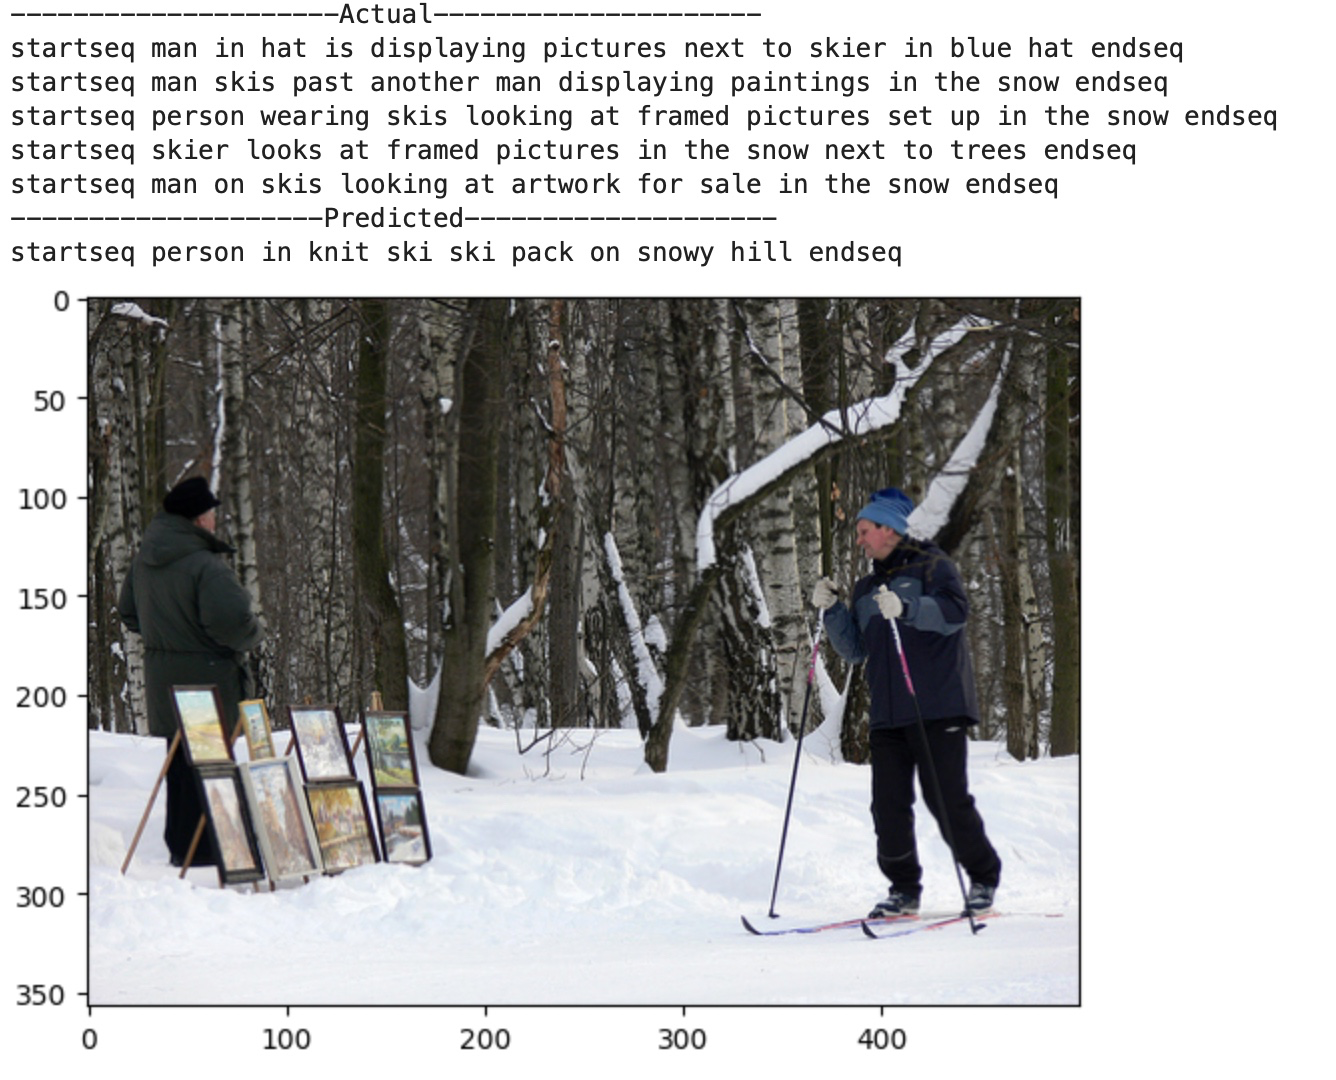 ---------------------Actual---------------------
startseq man in hat is displaying pictures next to skier in blue hat endseq
startseq man skis past another man displaying paintings in the snow endseq
startseq person wearing skis looking at framed pictures set up in the snow endseq
startseq skier looks at framed pictures in the snow next to trees endseq
startseq man on skis looking at artwork for sale in the snow endseq
--------------------Predicted--------------------
startseq person in knit ski ski pack on snowy hill endseq
0
50
100
150
200
250
300
350
0 100 200 300 400